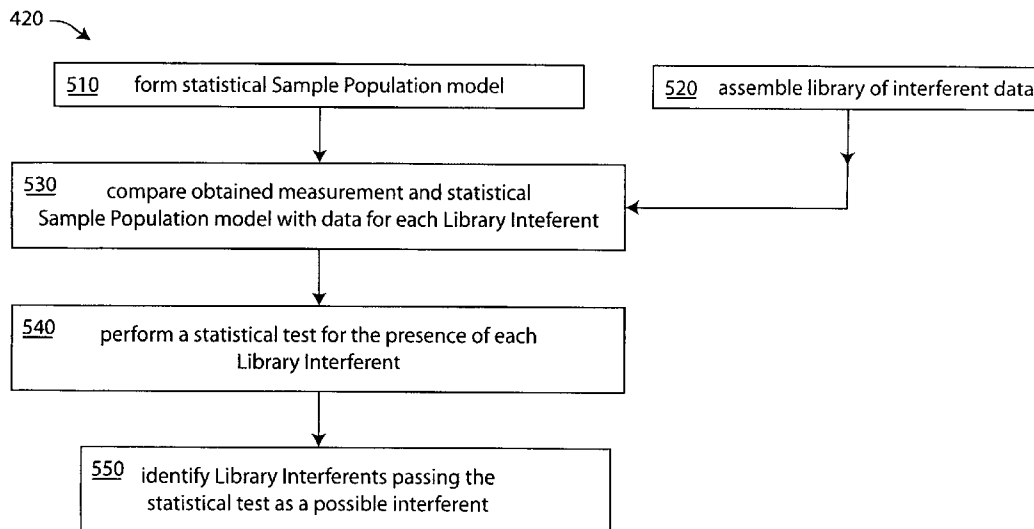 420
510 form statistical Sample Population model
520 assemble library of interferent data
530 compare obtained measurement and statistical
Sample Population model with data for each Library Inteferent
540 perform a statistical test for the presence of each
Library Interferent
550 identify Library Interferents passing the
statistical test as a possible interferent